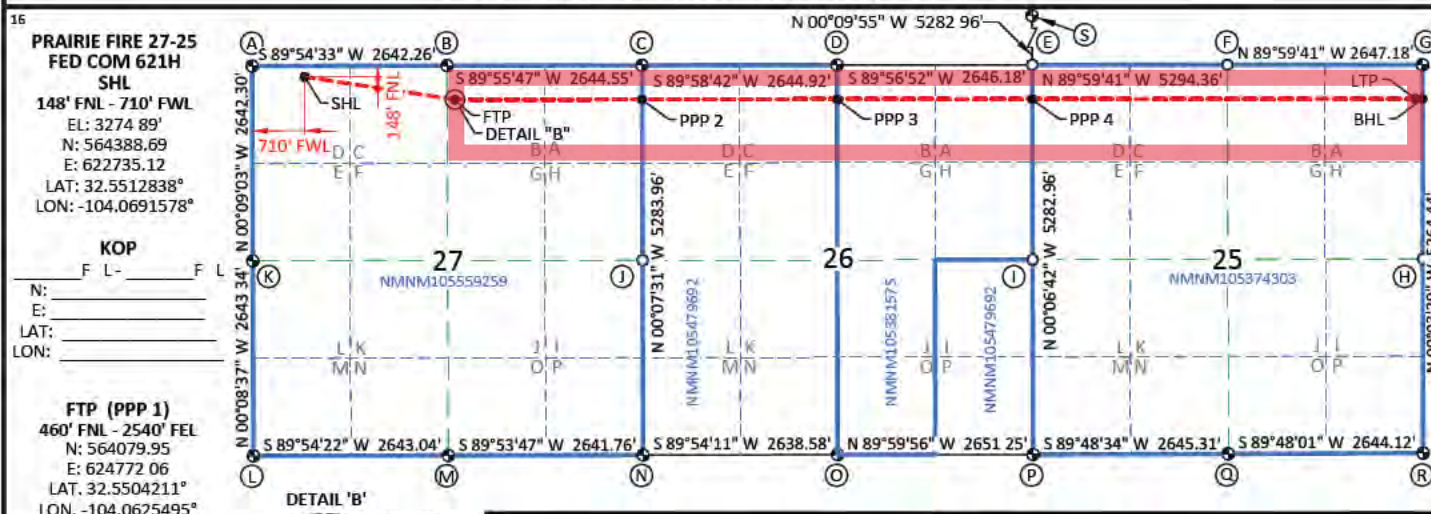 16
PRAIRIE FIRE 27-25
FED COM 621H
SHL
148' FNL - 710' FWL
EL: 3274 89'
N: 564388.69
E: 622735.12
LAT: 32.5512838°
LON: -104.0691578°
KOP
______F L-______F L
N:
E:
LAT:
LON:
FTP (PPP 1)
460' FNL - 2540' FEL
N: 564079.95
E: 624772 06
LAT. 32.5504211°
LON. -104.0625495°
N 00°09'55" W 5282 96'
S
A
B
C
D
E
F
G
S 89°54'33" W 2642.26'
N 89°59'41" W 2647.18'
S 89°55'47" W 2644.55'
S 89°58'42" W 2644.92'
S 89°56'52" W 2646.18'
N 89°59'41" W 5294.36'
LTP
SHL
148' FNL
FTP
DETAIL "B"
PPP 2
PPP 3
PPP 4
BHL
710' FWL
N 00°09'03" W 2642.30'
D C
B A
D C
B A
D C
B A
E F
G H
E F
G H
E F
G H
N 00°07'31" W 5283.96'
N 00°06'42" W 5282.96'
27
26
25
K
J
I
H
NMNM105559259
NMNM105374303
NMNM105479692
NMNM105381575
NMNM105479692
N 00°08'37" W 2643 34'
L K
J I
L K
J I
L K
J I
M N
O P
M N
O P
M N
O P
S 89°54'22" W 2643.04'
S 89°53'47" W 2641.76'
S 89°54'11" W 2638.58'
N 89°59'56" W 2651 25'
S 89°48'34" W 2645.31'
S 89°48'01" W 2644.12'
L
M
N
O
P
Q
R
DETAIL 'B'